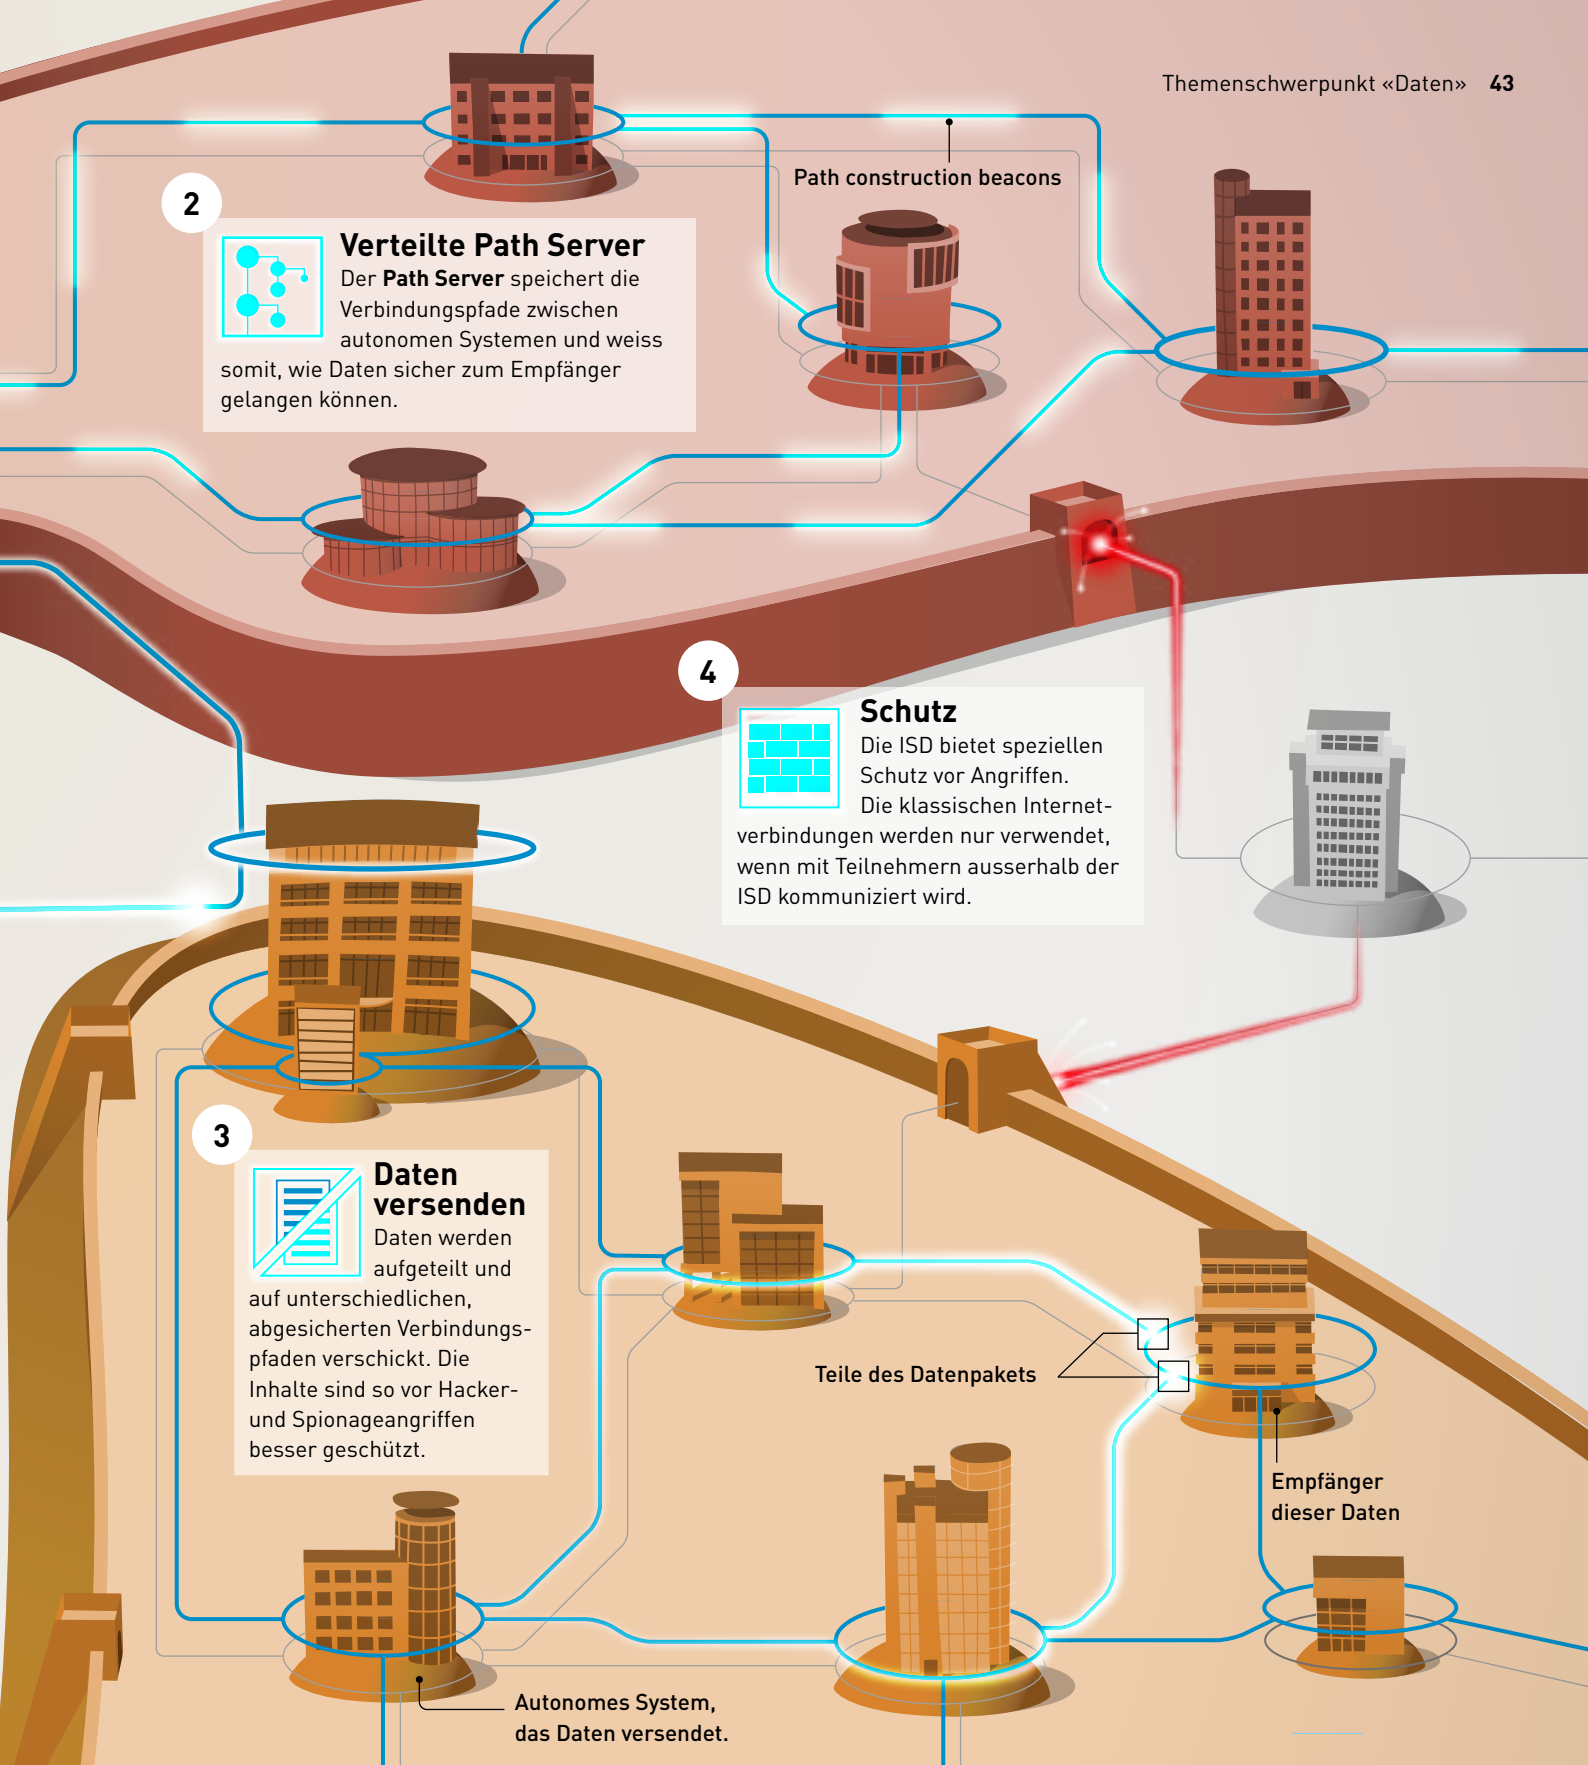 Themenschwerpunkt «Daten» 43
Path construction beacons
2
Verteilte Path Server
Der Path Server speichert die
Verbindungspfade zwischen
autonomen Systemen und weiss
somit, wie Daten sicher zum Empfänger
gelangen können.
4
Schutz
Die ISD bietet speziellen
Schutz vor Angriffen.
Die klassischen Internet-
verbindungen werden nur verwendet,
wenn mit Teilnehmern ausserhalb der
ISD kommuniziert wird.
3
Daten
versenden
Daten werden
aufgeteilt und
auf unterschiedlichen,
abgesicherten Verbindungs-
pfaden verschickt. Die
Inhalte sind so vor Hacker-
und Spionageangriffen
besser geschützt.
Teile des Datenpakets
Empfänger
dieser Daten
Autonomes System,
das Daten versendet.